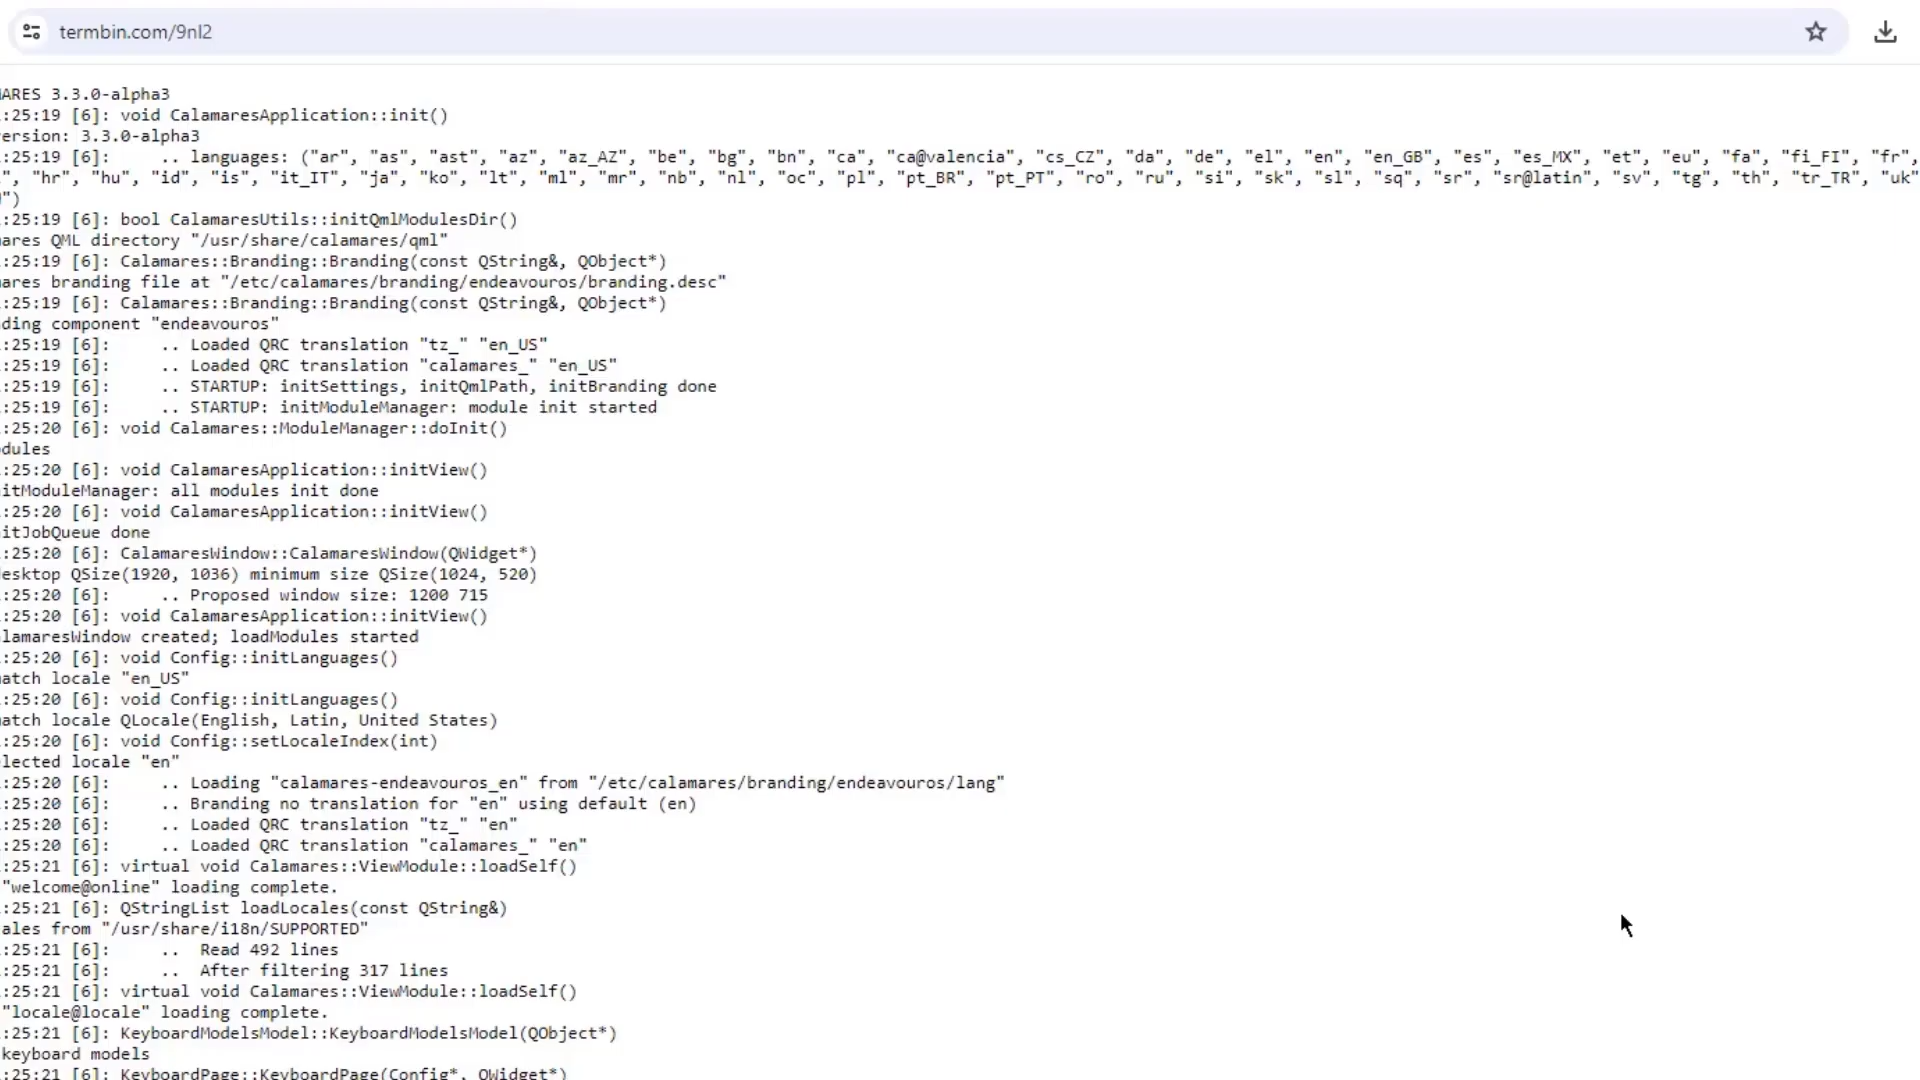 termbin.com/9nl2
ARES 3.3.0-alpha3
:25:19 [6]: void CalamaresApplication::init()
ersion: 3.3.0-alpha3
:25:19 [6]:     .. languages: ("ar", "as", "ast", "az", "az_AZ", "be", "bg", "bn", "ca", "ca@valencia", "cs_CZ", "da", "de", "el", "en", "en_GB", "es", "es_MX", "et", "eu", "fa", "fi_FI", "fr",
", "hr", "hu", "id", "is", "it_IT", "ja", "ko", "lt", "ml", "mr", "nb", "nl", "oc", "pl", "pt_BR", "pt_PT", "ro", "ru", "si", "sk", "sl", "sq", "sr", "sr@latin", "sv", "tg", "th", "tr_TR", "uk"
")
:25:19 [6]: bool CalamaresUtils::initQmlModulesDir()
ares QML directory "/usr/share/calamares/qml"
:25:19 [6]: Calamares::Branding::Branding(const QString&, QObject*)
ares branding file at "/etc/calamares/branding/endeavouros/branding.desc"
:25:19 [6]: Calamares::Branding::Branding(const QString&, QObject*)
ding component "endeavouros"
:25:19 [6]:     .. Loaded QRC translation "tz_" "en_US"
:25:19 [6]:     .. Loaded QRC translation "calamares_" "en_US"
:25:19 [6]:     .. STARTUP: initSettings, initQmlPath, initBranding done
:25:19 [6]:     .. STARTUP: initModuleManager: module init started
:25:20 [6]: void Calamares::ModuleManager::doInit()
dules
:25:20 [6]: void CalamaresApplication::initView()
itModuleManager: all modules init done
:25:20 [6]: void CalamaresApplication::initView()
itJobQueue done
:25:20 [6]: CalamaresWindow::CalamaresWindow(QWidget*)
esktop QSize(1920, 1036) minimum size QSize(1024, 520)
:25:20 [6]:     .. Proposed window size: 1200 715
:25:20 [6]: void CalamaresApplication::initView()
lamaresWindow created; loadModules started
:25:20 [6]: void Config::initLanguages()
atch locale "en_US"
:25:20 [6]: void Config::initLanguages()
atch locale QLocale(English, Latin, United States)
:25:20 [6]: void Config::setLocaleIndex(int)
lected locale "en"
:25:20 [6]:     .. Loading "calamares-endeavouros_en" from "/etc/calamares/branding/endeavouros/lang"
:25:20 [6]:     .. Branding no translation for "en" using default (en)
:25:20 [6]:     .. Loaded QRC translation "tz_" "en"
:25:20 [6]:     .. Loaded QRC translation "calamares_" "en"
:25:21 [6]: virtual void Calamares::ViewModule::loadSelf()
"welcome@online" loading complete.
:25:21 [6]: QStringList loadLocales(const QString&)
ales from "/usr/share/i18n/SUPPORTED"
:25:21 [6]:     ..  Read 492 lines
:25:21 [6]:     ..  After filtering 317 lines
:25:21 [6]: virtual void Calamares::ViewModule::loadSelf()
"locale@locale" loading complete.
:25:21 [6]: KeyboardModelsModel::KeyboardModelsModel(QObject*)
keyboard models
:25:21 [6]: KeyboardPage::KeyboardPage(Config*, QWidget*)